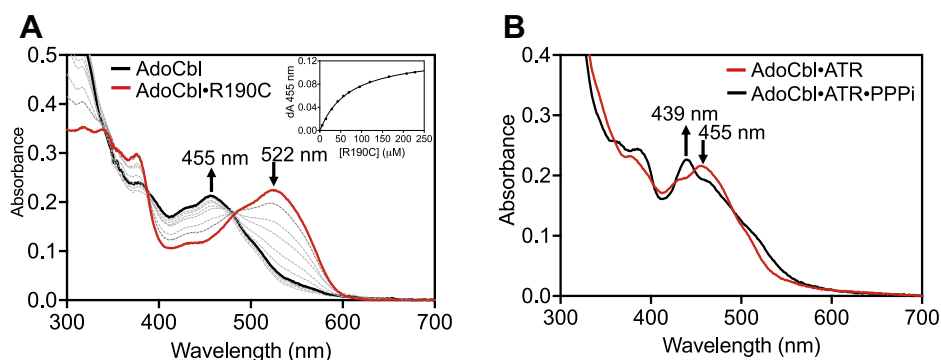 A
AdoCbl
AdoCbl•R190C
455 nm
522 nm
Absorbance
0.5
0.4
0.3
0.2
0.1
0.0
300
400
500
600
700
Wavelength (nm)
dA 455 nm
0.12
0.08
0.04
0.00
0
50
100
150
200
250
[R190C] (μM)
B
AdoCbl•ATR
AdoCbl•ATR•PPPi
439 nm
455 nm
Absorbance
0.4
0.3
0.2
0.1
0.0
300
400
500
600
700
Wavelength (nm)